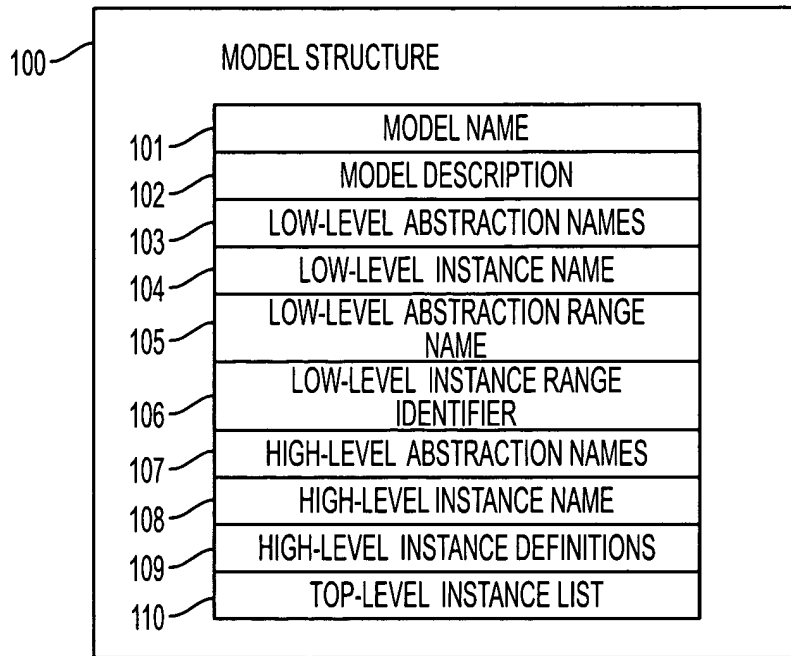 100
MODEL STRUCTURE
101
MODEL NAME
102
MODEL DESCRIPTION
103
LOW-LEVEL ABSTRACTION NAMES
104
LOW-LEVEL INSTANCE NAME
105
LOW-LEVEL ABSTRACTION RANGE
NAME
106
LOW-LEVEL INSTANCE RANGE
IDENTIFIER
107
HIGH-LEVEL ABSTRACTION NAMES
108
HIGH-LEVEL INSTANCE NAME
109
HIGH-LEVEL INSTANCE DEFINITIONS
110
TOP-LEVEL INSTANCE LIST